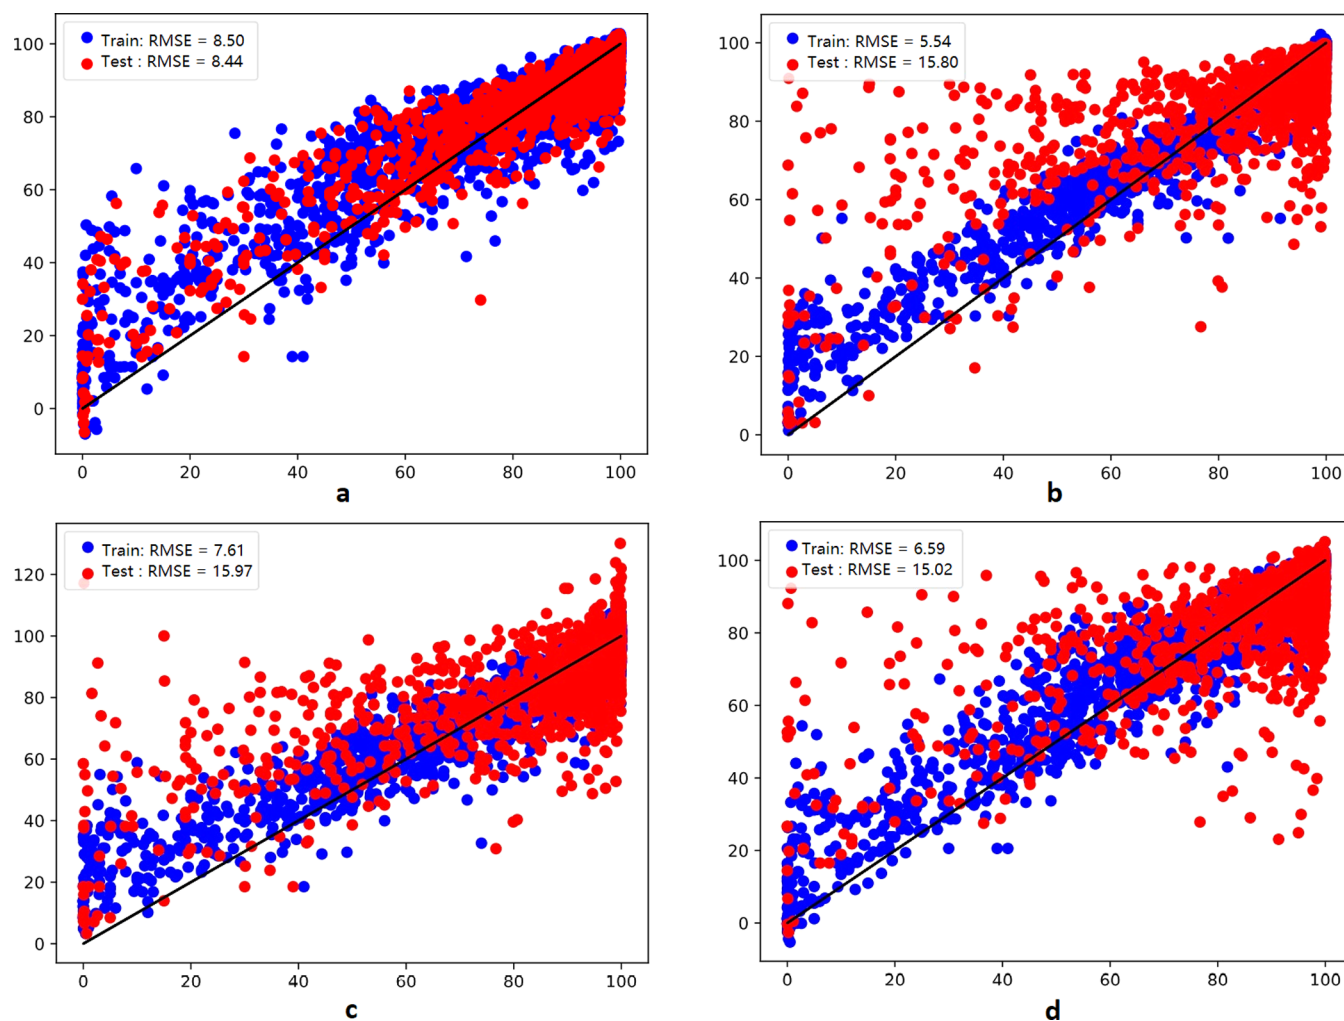 Train: RMSE = 8.50
Test : RMSE = 8.44
100
80
60
40
20
0
0 20 40 60 80 100
a
Train: RMSE = 5.54
Test : RMSE = 15.80
100
80
60
40
20
0
0 20 40 60 80 100
b
Train: RMSE = 7.61
Test : RMSE = 15.97
120
100
80
60
40
20
0
0 20 40 60 80 100
c
Train: RMSE = 6.59
Test : RMSE = 15.02
100
80
60
40
20
0
0 20 40 60 80 100
d